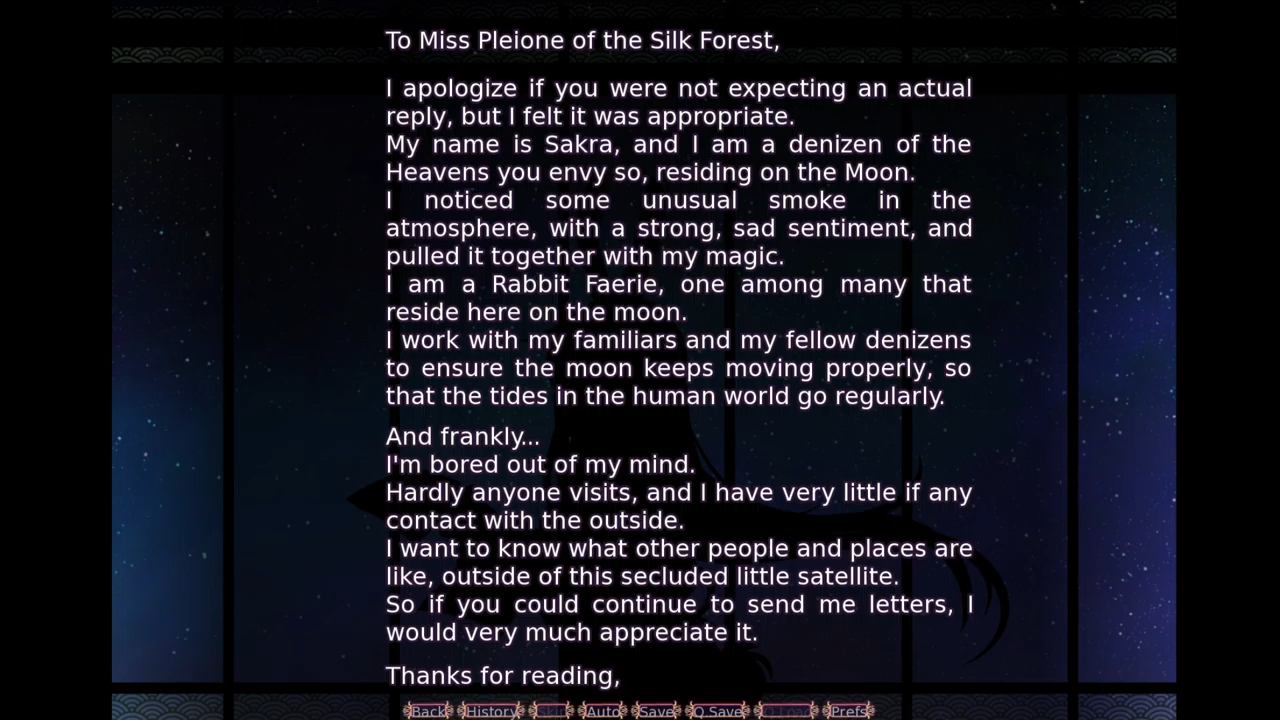 To Miss Pleione of the Silk Forest,
I apologize if you were not expecting an actual
reply, but I felt it was appropriate.
My name is Sakra, and I am a denizen of the
Heavens you envy so, residing on the Moon.
I noticed some unusual smoke in the
atmosphere, with a strong, sad sentiment, and
pulled it together with my magic.
I am a Rabbit Faerie, one among many that
reside here on the moon.
I work with my familiars and my fellow denizens
to ensure the moon keeps moving properly, so
that the tides in the human world go regularly.
And frankly...
I'm bored out of my mind.
Hardly anyone visits, and I have very little if any
contact with the outside.
I want to know what other people and places are
like, outside of this secluded little satellite.
So if you could continue to send me letters, I
would very much appreciate it.
Thanks for reading,
Back History Skip Auto Save Q.Save Q.Load Prefs